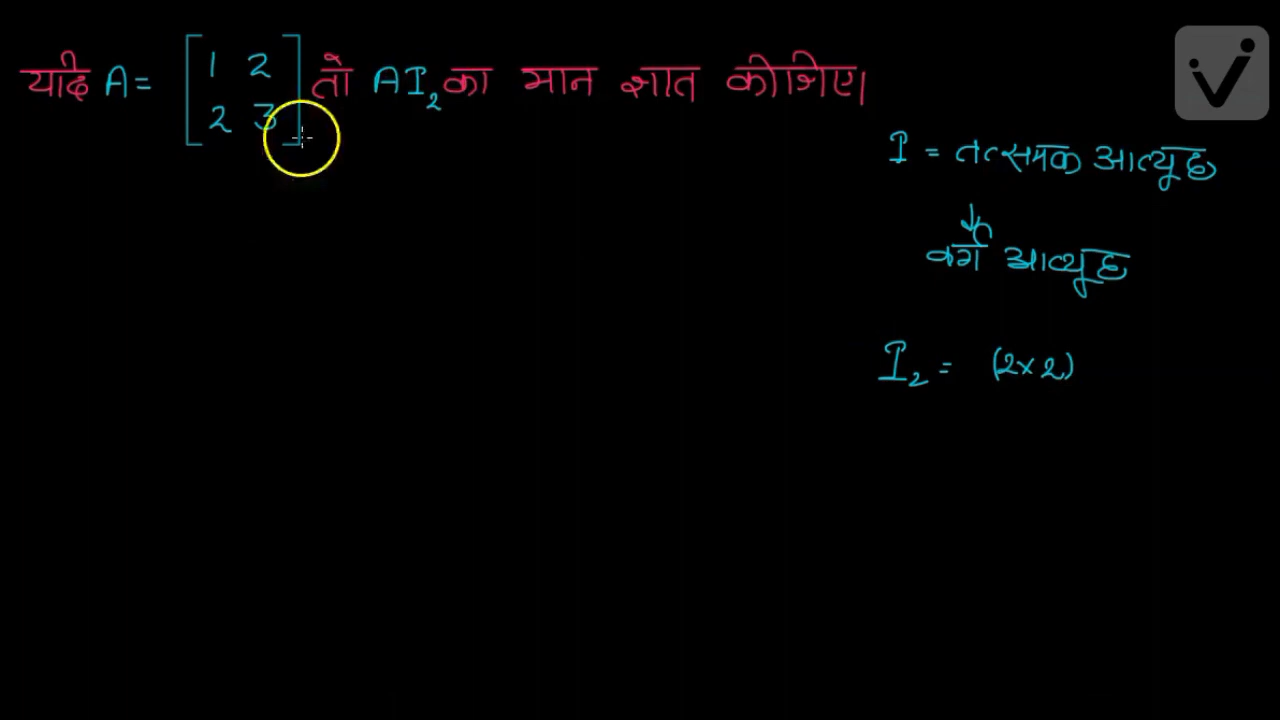 यदि A = [ 1 2 तो AI₂ का मान ज्ञात कीजिए।
2 3 ]
I = तत्समक आव्यूह
↓
वर्ग आव्यूह
I₂ = (2×2)